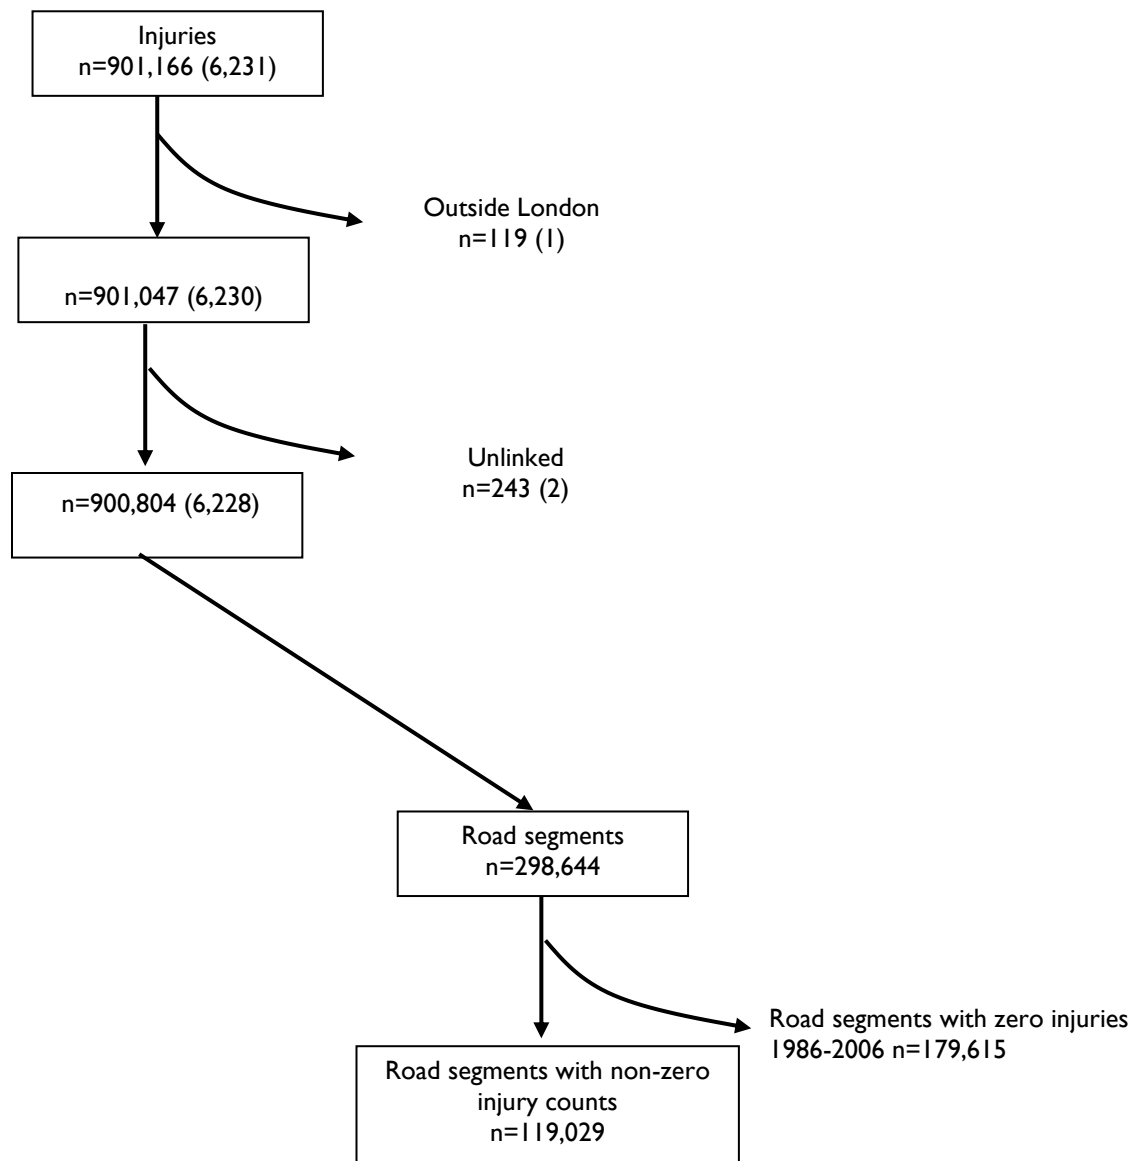 Injuries
n=901,166 (6,231)
Outside London
n=119 (1)
n=901,047 (6,230)
Unlinked
n=243 (2)
n=900,804 (6,228)
Road segments
n=298,644
Road segments with zero injuries
1986-2006 n=179,615
Road segments with non-zero
injury counts
n=119,029